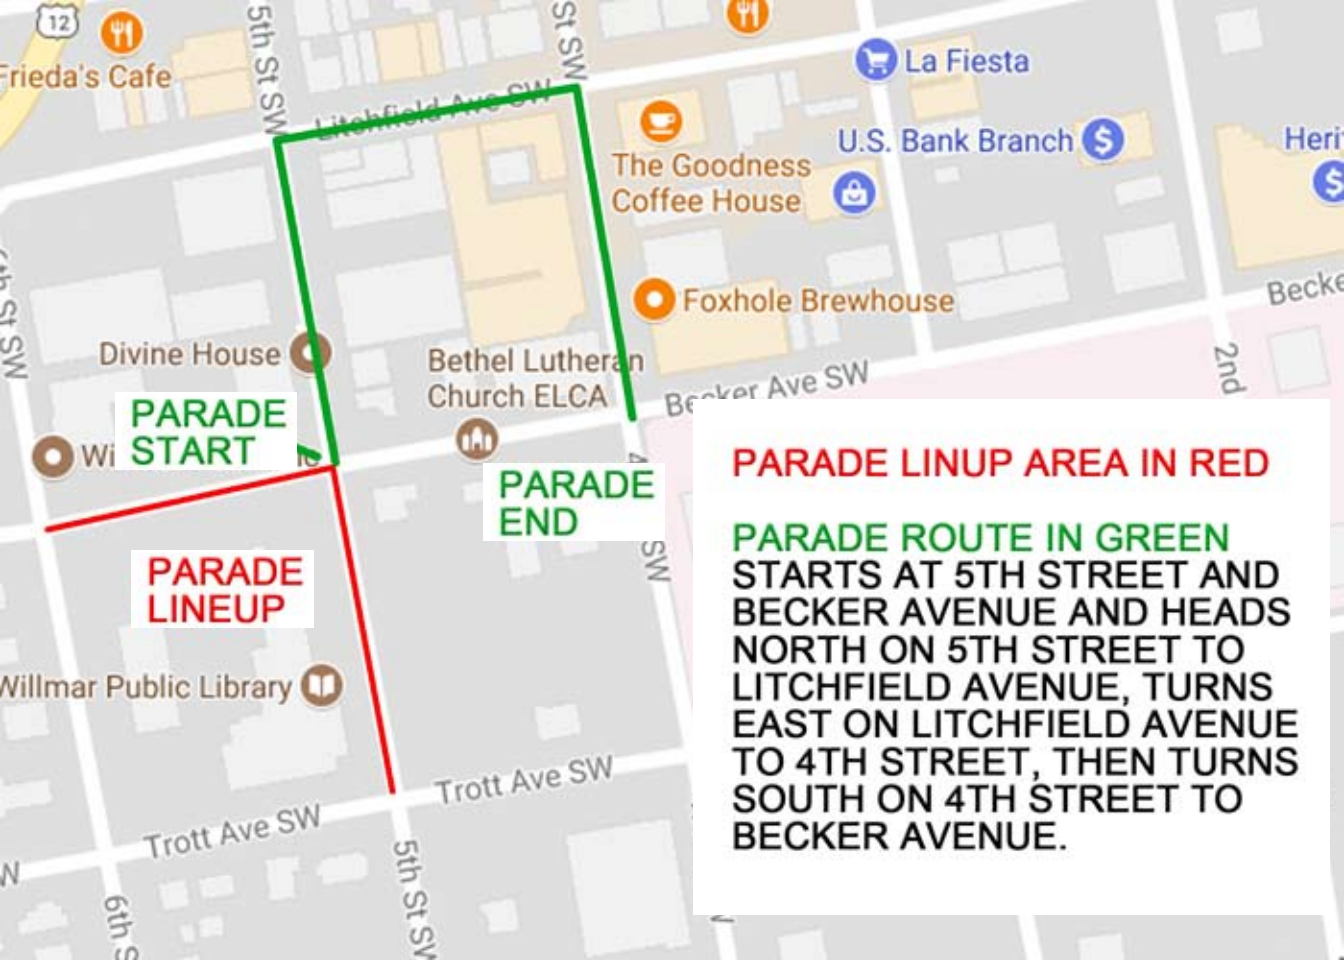 12
5th St SW
St SW
Frieda's Cafe
La Fiesta
Litchfield Ave SW
U.S. Bank Branch
The Goodness
Coffee House
6th St SW
Foxhole Brewhouse
Divine House
Bethel Lutheran
Church ELCA
Becker Ave SW
2nd
PARADE
START
PARADE
END
SW
PARADE LINUP AREA IN RED
PARADE ROUTE IN GREEN
STARTS AT 5TH STREET AND
BECKER AVENUE AND HEADS
NORTH ON 5TH STREET TO
LITCHFIELD AVENUE, TURNS
EAST ON LITCHFIELD AVENUE
TO 4TH STREET, THEN TURNS
SOUTH ON 4TH STREET TO
BECKER AVENUE.
PARADE
LINEUP
Willmar Public Library
Trott Ave SW
Trott Ave SW
5th St SW
6th S